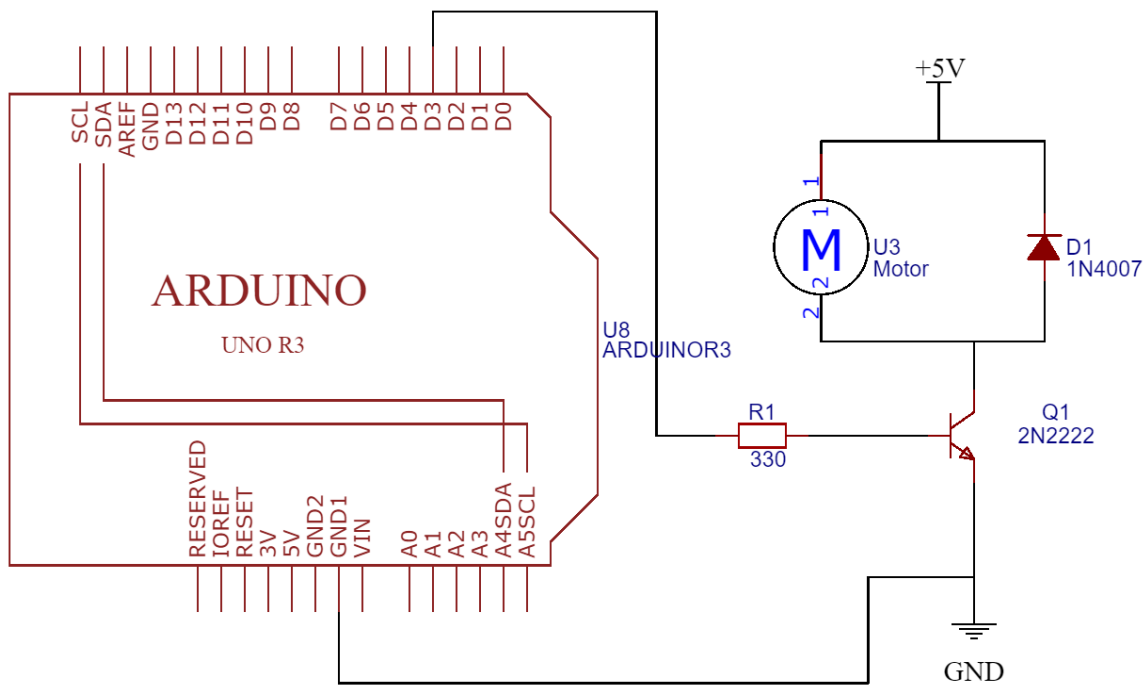 SCL
SDA
AREF
GND
D13
D12
D11
D10
D9
D8
D7
D6
D5
D4
D3
D2
D1
D0
+5V
1
1
M
2
2
U3
Motor
D1
1N4007
ARDUINO
UNO R3
U8
ARDUINOR3
R1
330
Q1
2N2222
RESERVED
IOREF
RESET
3V
5V
GND2
GND1
VIN
A0
A1
A2
A3
A4SDA
A5SCL
GND